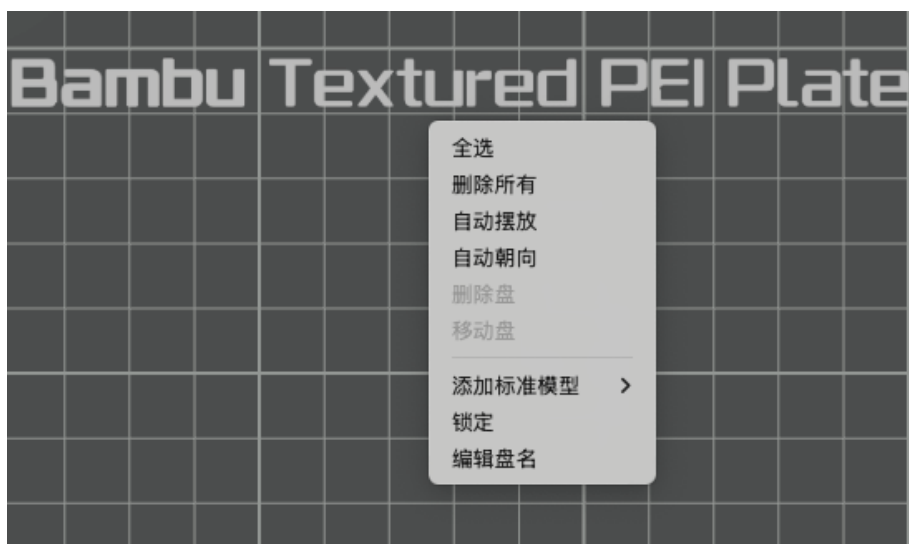 Bambu Textured PEI Plate
全选
删除所有
自动摆放
自动朝向
删除盘
移动盘
添加标准模型
锁定
编辑盘名